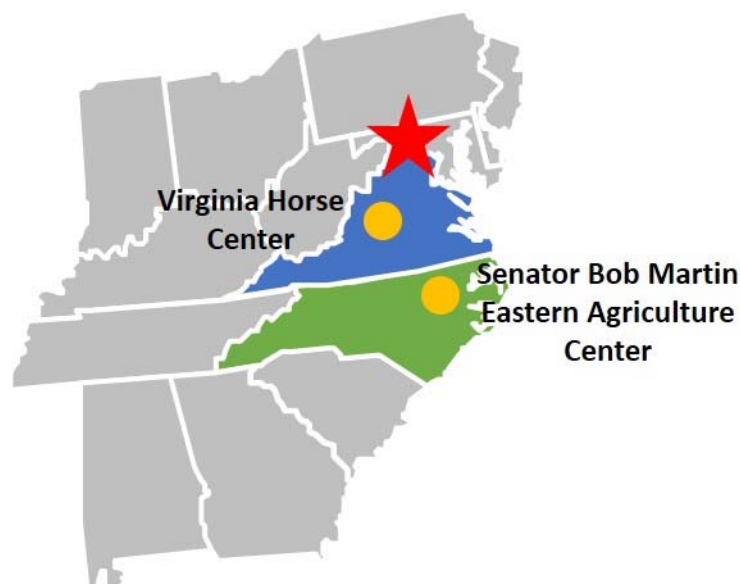 Virginia Horse
Center
Senator Bob Martin
Eastern Agriculture
Center